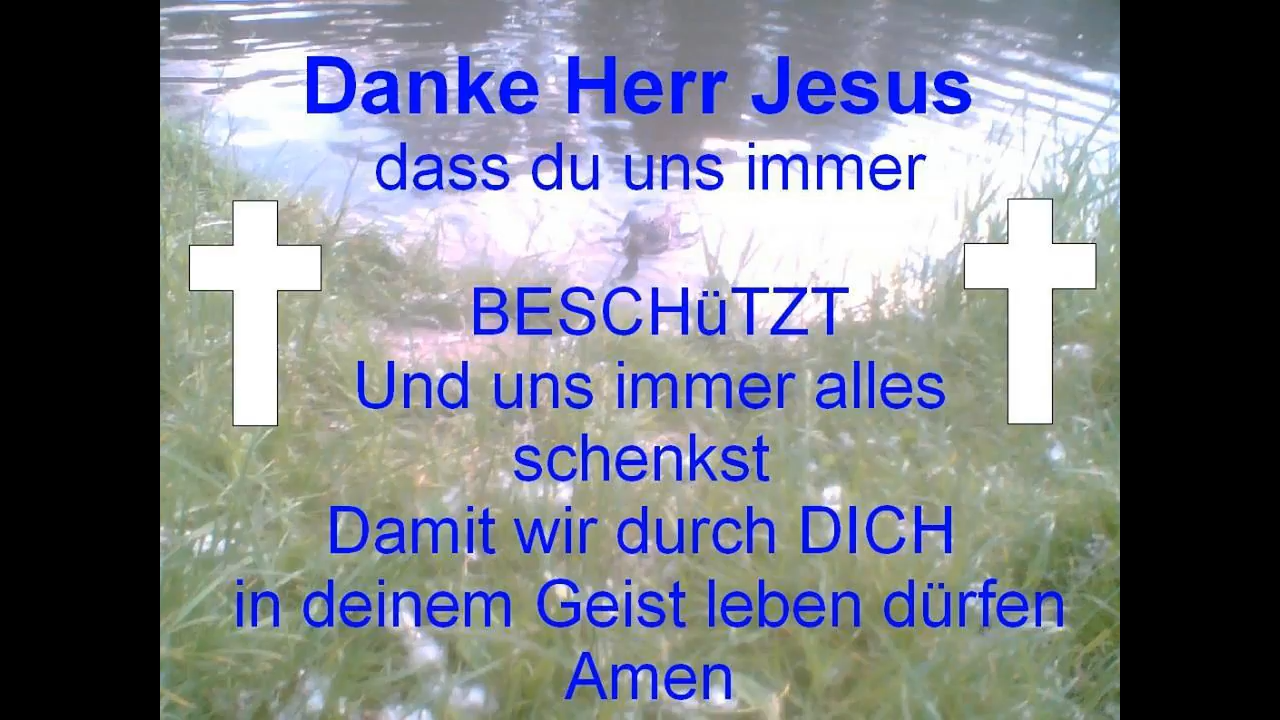 Danke Herr Jesus
dass du uns immer
BESCHüTZT
Und uns immer alles
schenkst
Damit wir durch DICH
in deinem Geist leben dürfen
Amen